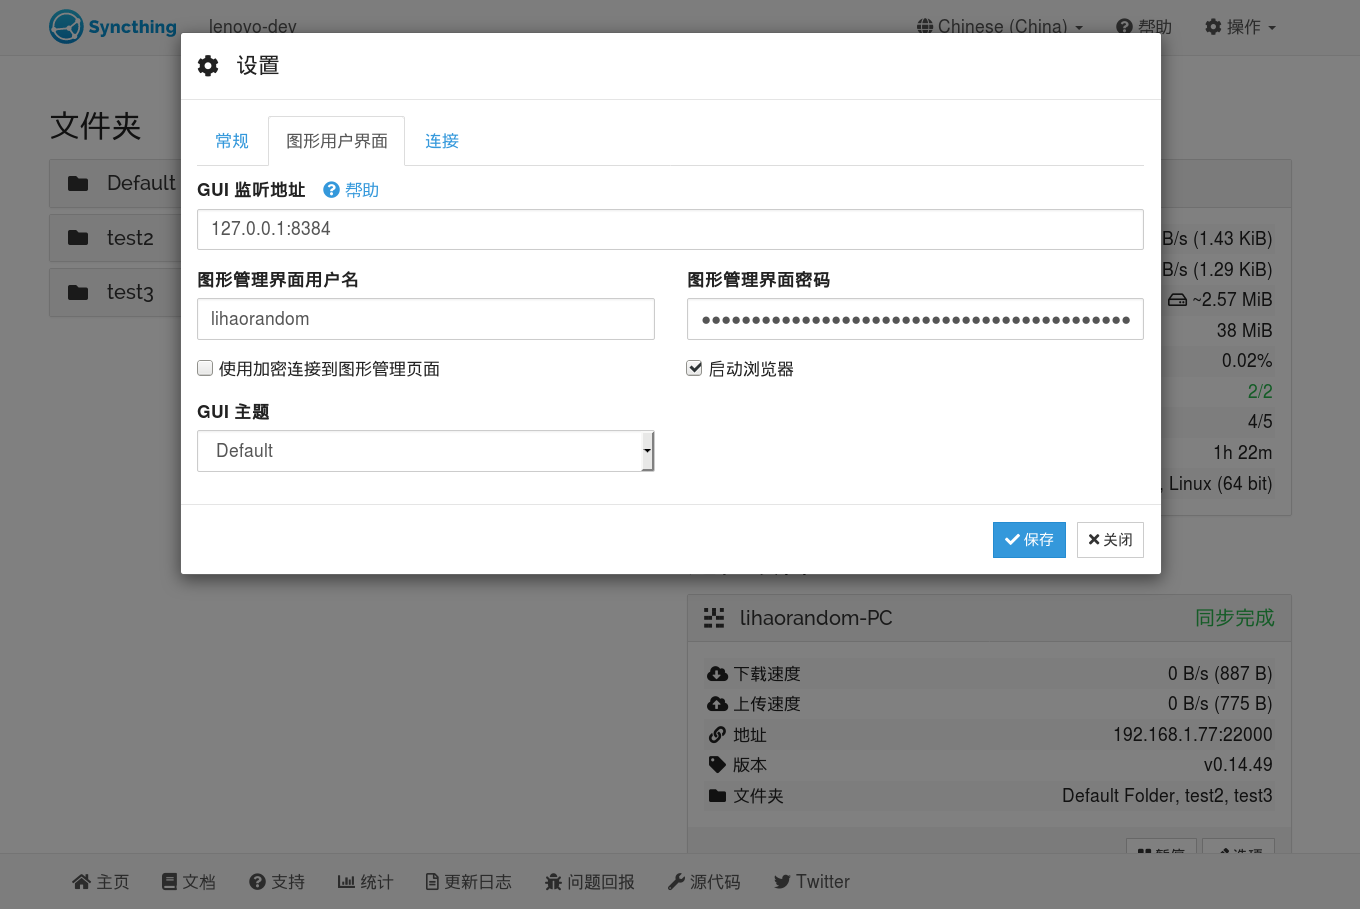 Syncthing
lenovo-dev
Chinese (China)
帮助
操作
设置
文件夹
常规
图形用户界面
连接
Default
GUI 监听地址
帮助
127.0.0.1:8384
test2
B/s (1.43 KiB)
B/s (1.29 KiB)
图形管理界面用户名
图形管理界面密码
test3
~2.57 MiB
lihaorandom
●●●●●●●●●●●●●●●●●●●●●●●●●●●●●●●●●●●●●●●●●●●
38 MiB
使用加密连接到图形管理页面
启动浏览器
0.02%
2/2
GUI 主题
4/5
Default
1h 22m
, Linux (64 bit)
保存
关闭
lihaorandom-PC
同步完成
下载速度
0 B/s (887 B)
上传速度
0 B/s (775 B)
地址
192.168.1.77:22000
版本
v0.14.49
文件夹
Default Folder, test2, test3
主页
文档
支持
统计
更新日志
问题回报
源代码
Twitter